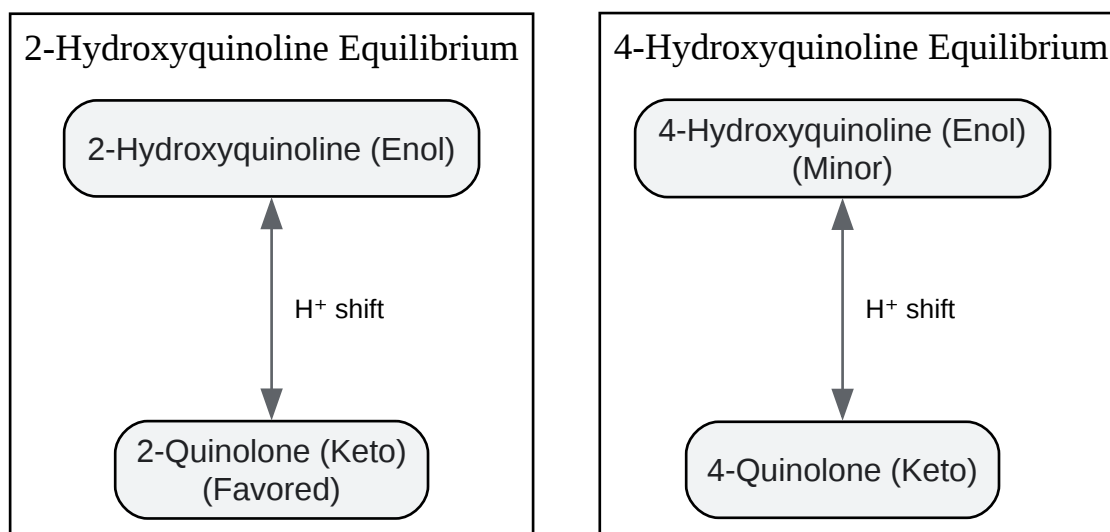 2-Hydroxyquinoline Equilibrium
2-Hydroxyquinoline (Enol)
H⁺ shift
2-Quinolone (Keto)
(Favored)
4-Hydroxyquinoline Equilibrium
4-Hydroxyquinoline (Enol)
(Minor)
H⁺ shift
4-Quinolone (Keto)